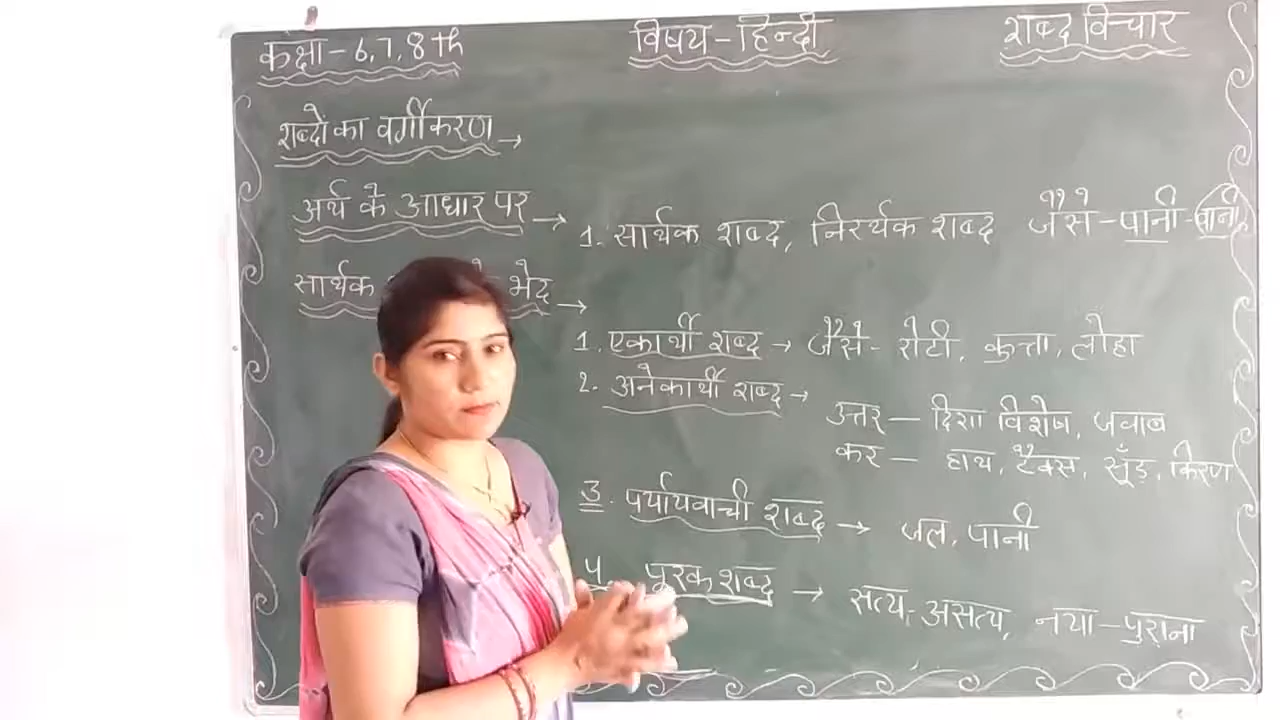 कक्षा - 6,7,8 th
विषय - हिन्दी
शब्द विचार
शब्दों का वर्गीकरण →
अर्थ के आधार पर →
1. सार्थक शब्द, निरर्थक शब्द जैसे - पानी - वानी
सार्थक भेद →
1. एकार्थी शब्द → जैसे - रोटी, कुत्ता, लोहा
2. अनेकार्थी शब्द →
उत्तर — दिशा विशेष, जवाब
कर — हाथ, टैक्स, सूँड़, किरण
3. पर्यायवाची शब्द → जल, पानी
4. पूरक शब्द → सत्य, असत्य, नया - पुराना